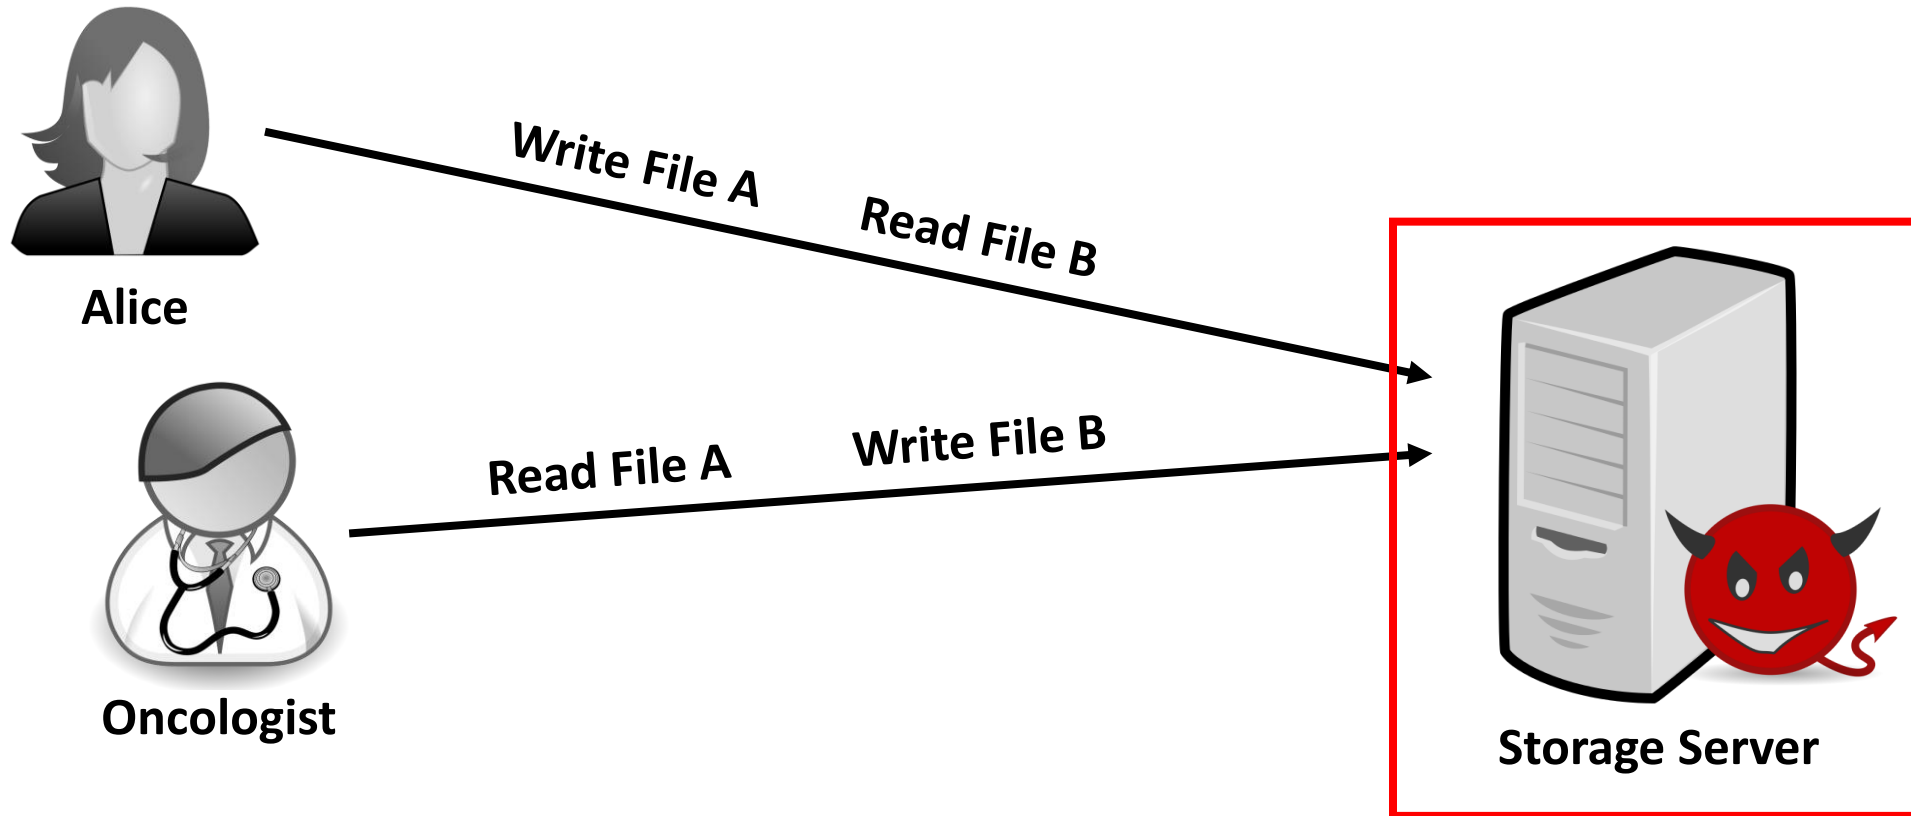 Write File A
Read File B
Alice
Read File A
Write File B
Oncologist
Storage Server